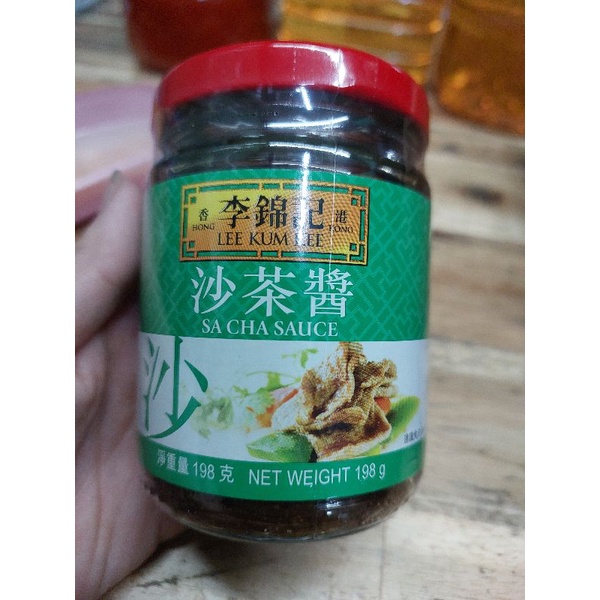 香 李錦記 港
HONG LEE KUM KEE KONG
沙茶醬
SA CHA SAUCE
沙
淨重量 198 克 NET WEIGHT 198 g